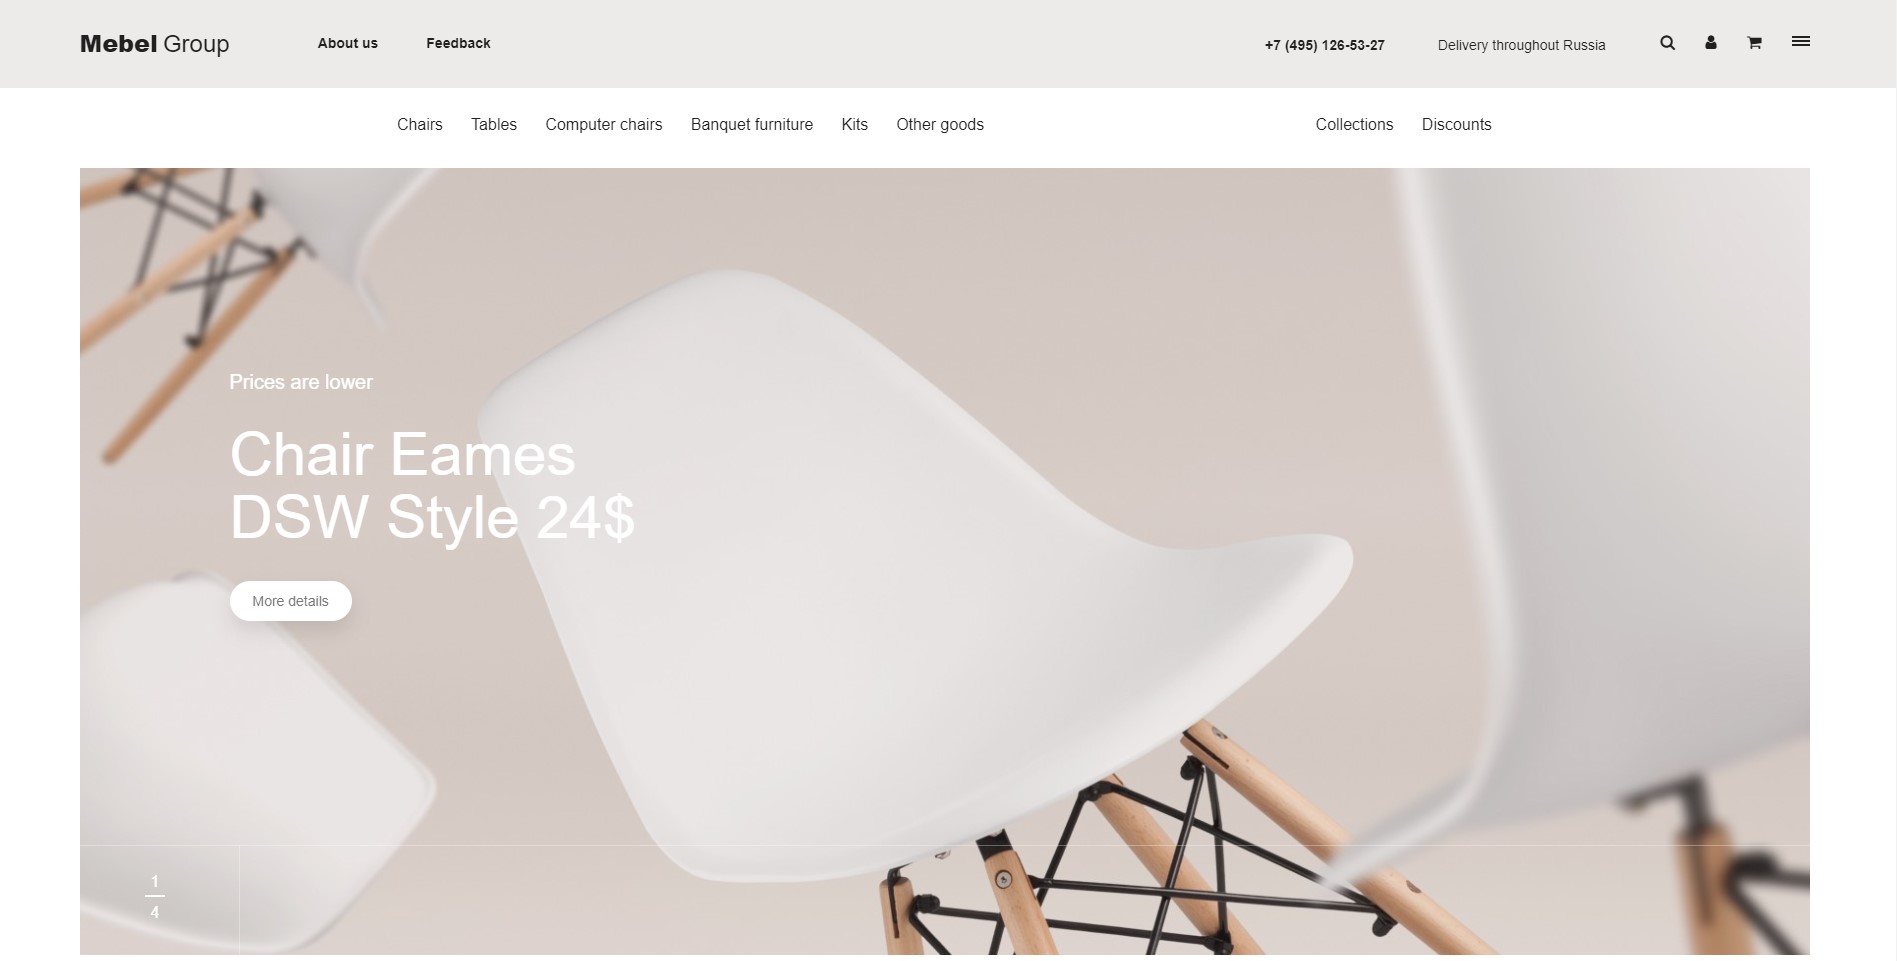 Mebel Group
About us
Feedback
+7 (495) 126-53-27
Delivery throughout Russia
Chairs
Tables
Computer chairs
Banquet furniture
Kits
Other goods
Collections
Discounts
Prices are lower
Chair Eames
DSW Style 24$
More details
1
4